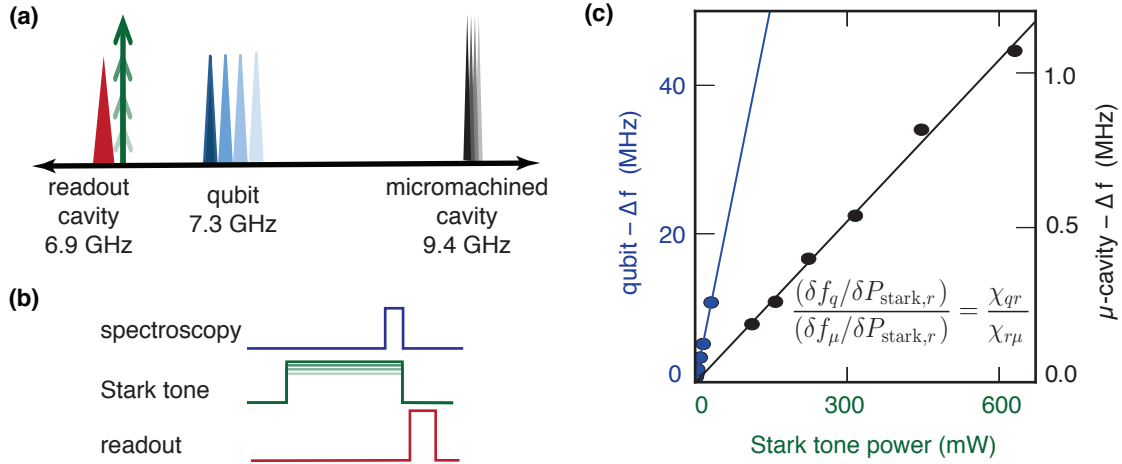 (a)
readout
cavity
6.9 GHz
qubit
7.3 GHz
micromachined
cavity
9.4 GHz
(b)
spectroscopy
Stark tone
readout
(c)
qubit – Δf (MHz)
40
20
0
0
300
600
Stark tone power (mW)
1.0
0.5
0.0
μ-cavity – Δf (MHz)
(δf_q/δP_stark,r) / (δf_μ/δP_stark,r) = χ_qr / χ_rμ